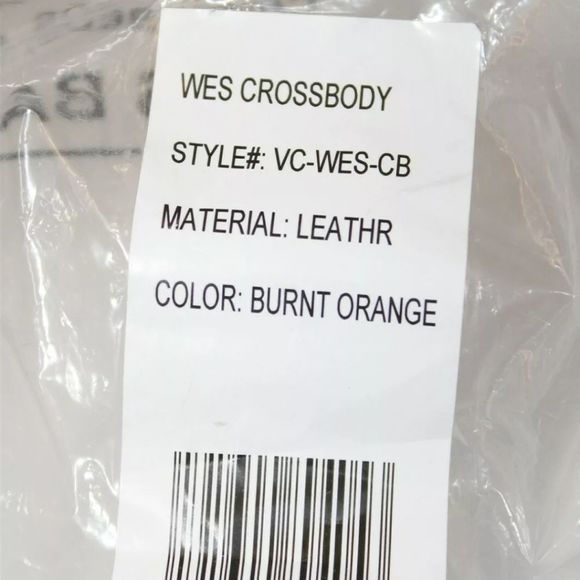 WES CROSSBODY
STYLE#: VC-WES-CB
MATERIAL: LEATHR
COLOR: BURNT ORANGE